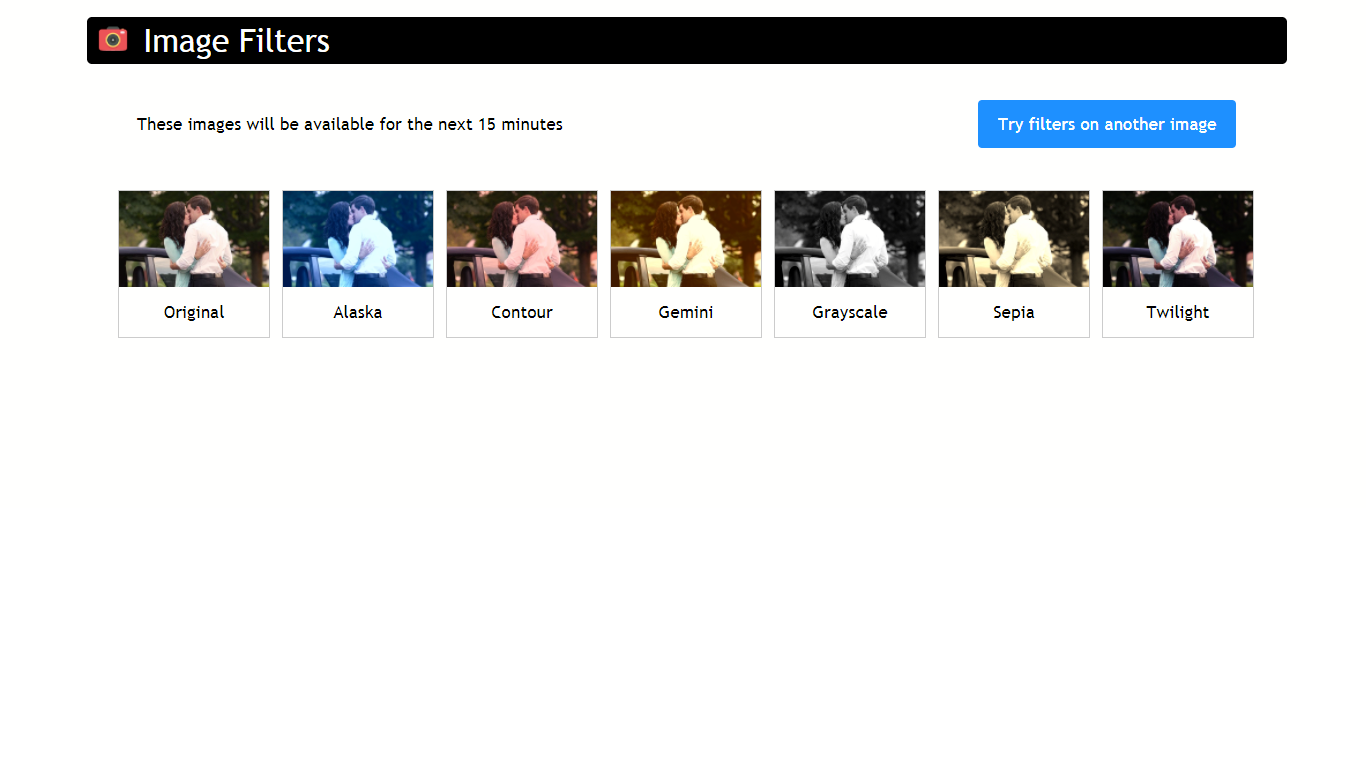 Image Filters
These images will be available for the next 15 minutes
Try filters on another image
Original
Alaska
Contour
Gemini
Grayscale
Sepia
Twilight